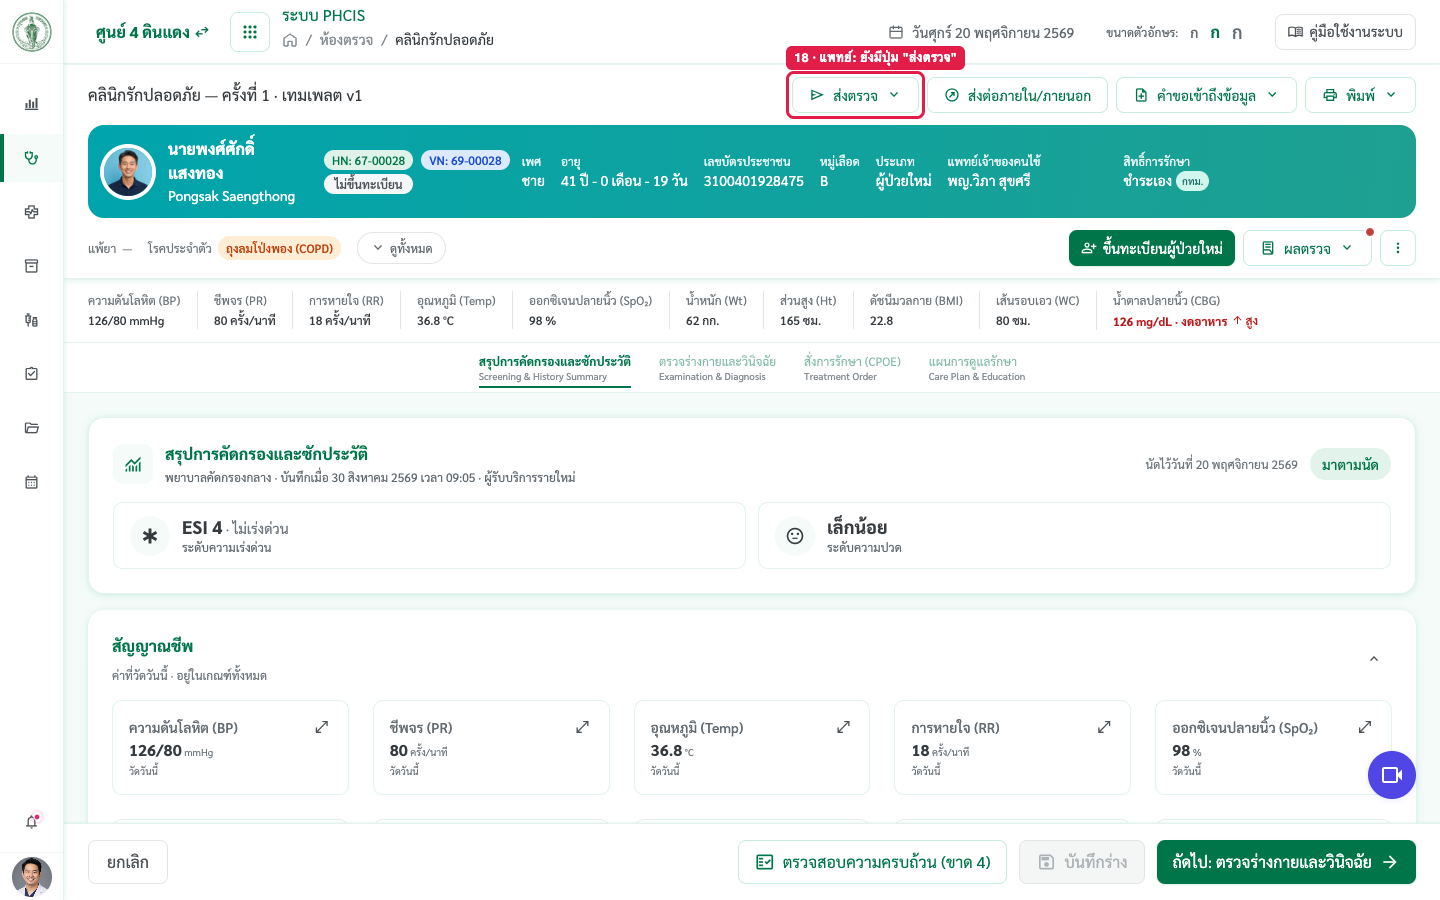 ศูนย์ 4 ดินแดง
ระบบ PHCIS
/ ห้องตรวจ / คลินิกรักปลอดภัย
วันศุกร์ 20 พฤศจิกายน 2569
ขนาดตัวอักษร: ก ก ก
คู่มือใช้งานระบบ
18 · แพทย์: ยังมีปุ่ม "ส่งตรวจ"
คลินิกรักปลอดภัย — ครั้งที่ 1 · เทมเพลต v1
ส่งตรวจ
ส่งต่อภายใน/ภายนอก
คำขอเข้าถึงข้อมูล
พิมพ์
นายพงศ์ศักดิ์ แสงทอง
Pongsak Saengthong
HN: 67-00028
VN: 69-00028
ไม่ขึ้นทะเบียน
เพศ
ชาย
อายุ
41 ปี - 0 เดือน - 19 วัน
เลขบัตรประชาชน
3100401928475
หมู่เลือด
B
ประเภท
ผู้ป่วยใหม่
แพทย์เจ้าของคนไข้
พญ.วิภา สุขศรี
สิทธิ์การรักษา
ชำระเอง กทม.
แพ้ยา —
โรคประจำตัว ถุงลมโป่งพอง (COPD)
ดูทั้งหมด
ขึ้นทะเบียนผู้ป่วยใหม่
ผลตรวจ
ความดันโลหิต (BP)
126/80 mmHg
ชีพจร (PR)
80 ครั้ง/นาที
การหายใจ (RR)
18 ครั้ง/นาที
อุณหภูมิ (Temp)
36.8 °C
ออกซิเจนปลายนิ้ว (SpO₂)
98 %
น้ำหนัก (Wt)
62 กก.
ส่วนสูง (Ht)
165 ซม.
ดัชนีมวลกาย (BMI)
22.8
เส้นรอบเอว (WC)
80 ซม.
น้ำตาลปลายนิ้ว (CBG)
126 mg/dL · งดอาหาร ↑ สูง
สรุปการคัดกรองและซักประวัติ
Screening & History Summary
ตรวจร่างกายและวินิจฉัย
Examination & Diagnosis
สั่งการรักษา (CPOE)
Treatment Order
แผนการดูแลรักษา
Care Plan & Education
สรุปการคัดกรองและซักประวัติ
พยาบาลคัดกรองกลาง · บันทึกเมื่อ 30 สิงหาคม 2569 เวลา 09:05 · ผู้รับบริการรายใหม่
นัดไว้วันที่ 20 พฤศจิกายน 2569
มาตามนัด
ESI 4 · ไม่เร่งด่วน
ระดับความเร่งด่วน
เล็กน้อย
ระดับความปวด
สัญญาณชีพ
ค่าที่วัดวันนี้ · อยู่ในเกณฑ์ทั้งหมด
ความดันโลหิต (BP)
126/80 mmHg
วัดวันนี้
ชีพจร (PR)
80 ครั้ง/นาที
วัดวันนี้
อุณหภูมิ (Temp)
36.8 °C
วัดวันนี้
การหายใจ (RR)
18 ครั้ง/นาที
วัดวันนี้
ออกซิเจนปลายนิ้ว (SpO₂)
98 %
วัดวันนี้
ยกเลิก
ตรวจสอบความครบถ้วน (ขาด 4)
บันทึกร่าง
ถัดไป: ตรวจร่างกายและวินิจฉัย →